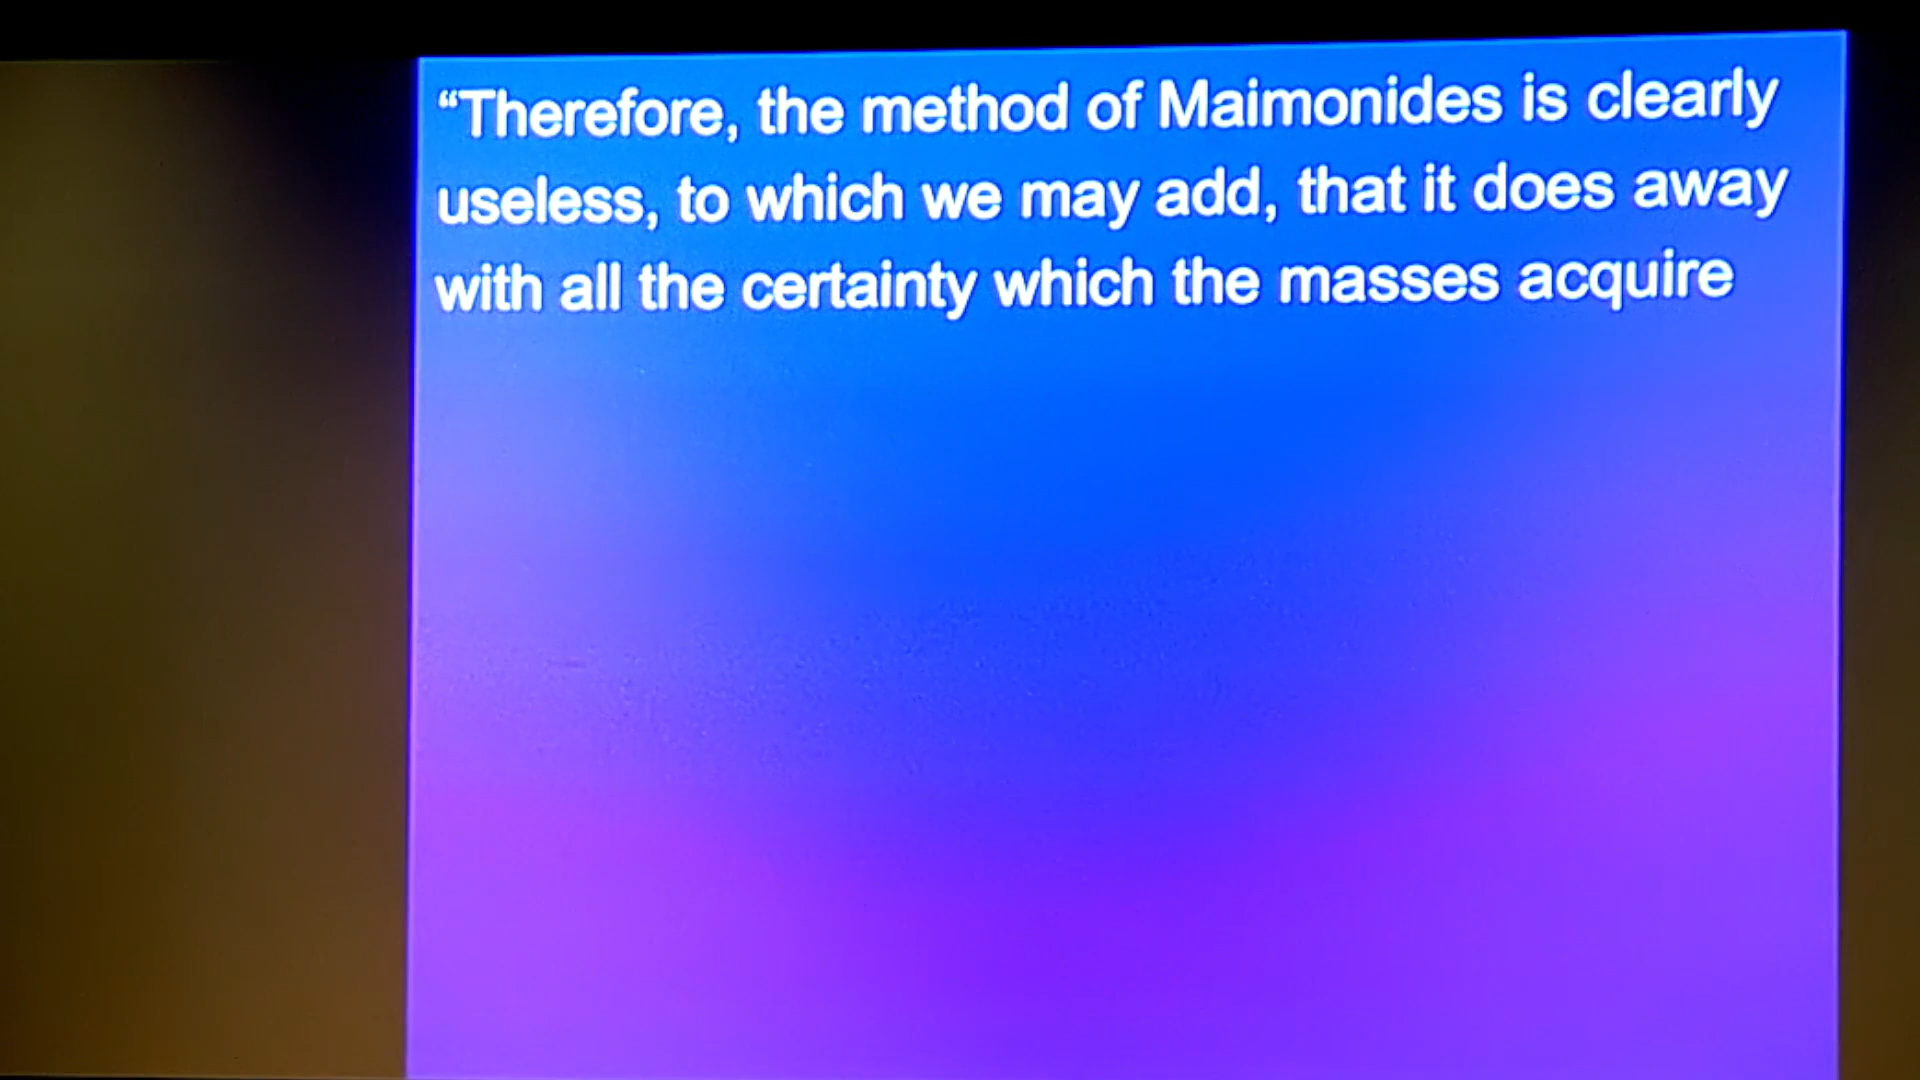 “Therefore, the method of Maimonides is clearly
useless, to which we may add, that it does away
with all the certainty which the masses acquire